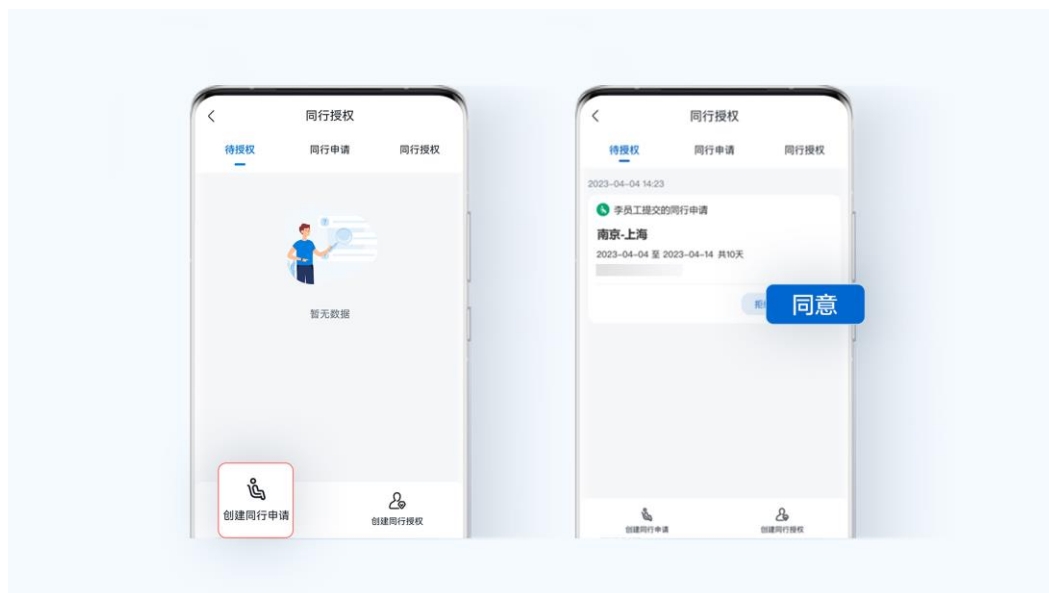 同行授权
待授权 同行申请 同行授权
暂无数据
创建同行申请
创建同行授权
同行授权
待授权 同行申请 同行授权
2023-04-04 14:23
李员工提交的同行申请
南京-上海
2023-04-04 至 2023-04-14 共10天
同意
创建同行申请
创建同行授权